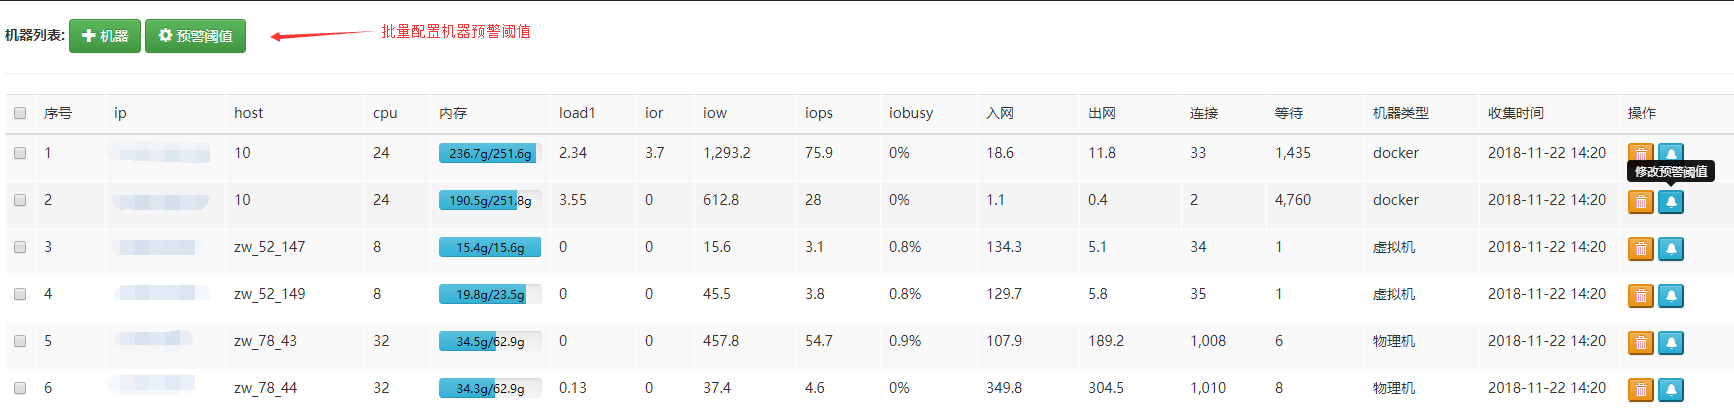 机器列表: 机器 预警阈值 批量配置机器预警阈值
序号 ip host cpu 内存 load1 ior iow iops iobusy 入网 出网 连接 等待 机器类型 收集时间 操作
1 10 24 236.7g/251.6g 2.34 3.7 1,293.2 75.9 0% 18.6 11.8 33 1,435 docker 2018-11-22 14:20
修改预警阈值
2 10 24 190.5g/251.8g 3.55 0 612.8 28 0% 1.1 0.4 2 4,760 docker 2018-11-22 14:20
3 zw_52_147 8 15.4g/15.6g 0 0 15.6 3.1 0.8% 134.3 5.1 34 1 虚拟机 2018-11-22 14:20
4 zw_52_149 8 19.8g/23.5g 0 0 45.5 3.8 0.8% 129.7 5.8 35 1 虚拟机 2018-11-22 14:20
5 zw_78_43 32 34.5g/62.9g 0 0 457.8 54.7 0.9% 107.9 189.2 1,008 6 物理机 2018-11-22 14:20
6 zw_78_44 32 34.3g/62.9g 0.13 0 37.4 4.6 0% 349.8 304.5 1,010 8 物理机 2018-11-22 14:20